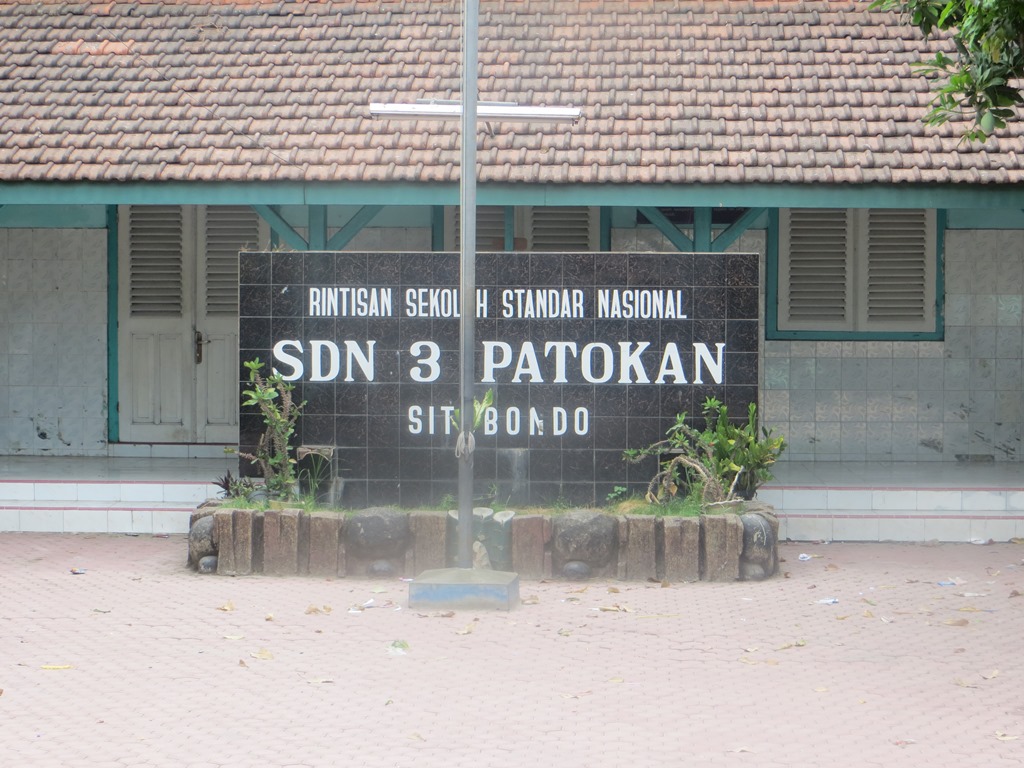 RINTISAN SEKOLAH STANDAR NASIONAL
SDN 3 PATOKAN
SITUBONDO